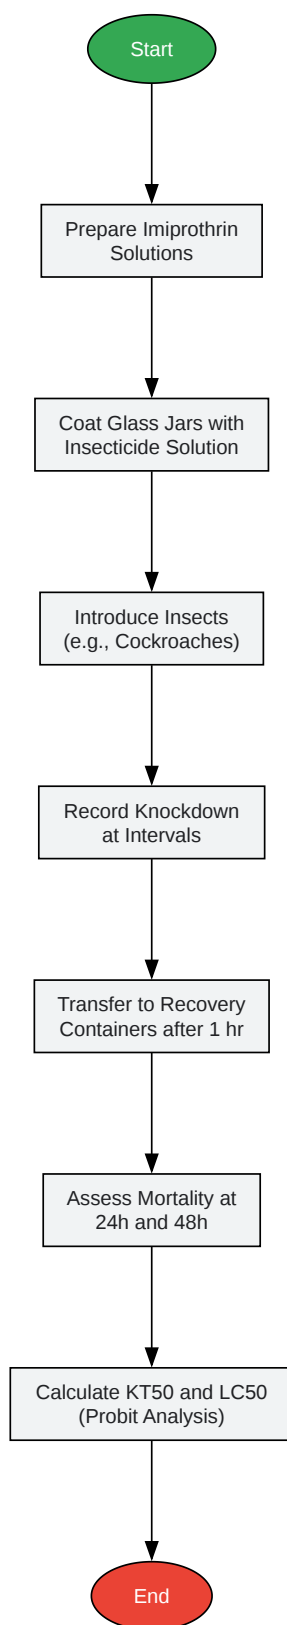 Start
Prepare Imiprothrin
Solutions
Coat Glass Jars with
Insecticide Solution
Introduce Insects
(e.g., Cockroaches)
Record Knockdown
at Intervals
Transfer to Recovery
Containers after 1 hr
Assess Mortality at
24h and 48h
Calculate KT50 and LC50
(Probit Analysis)
End